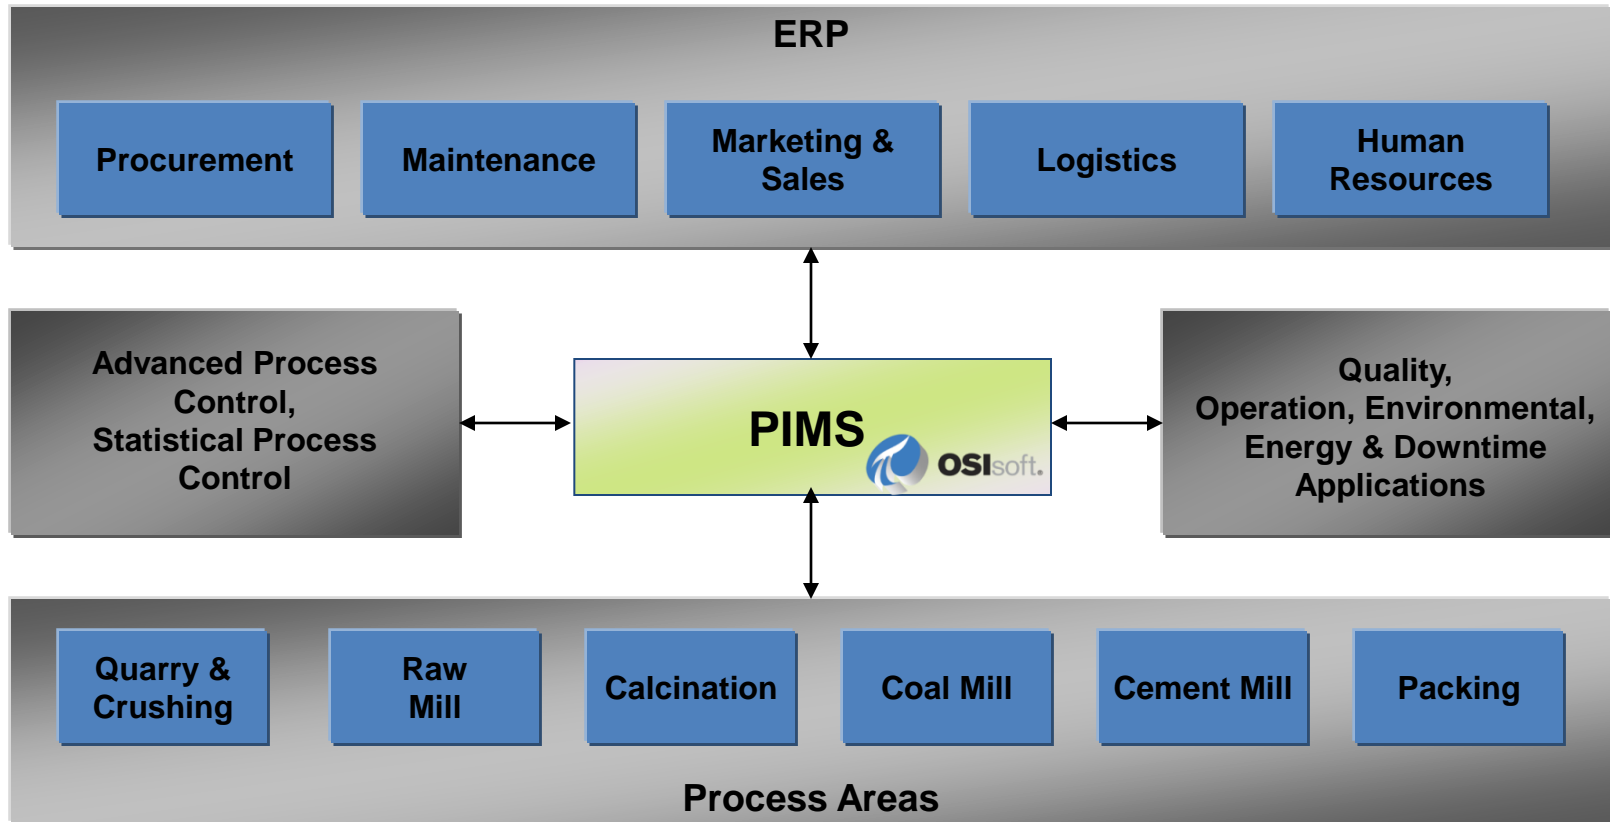 ERP
Procurement
Maintenance
Marketing &
Sales
Logistics
Human
Resources
Advanced Process
Control,
Statistical Process
Control
PIMS
OSIsoft.
Quality,
Operation, Environmental,
Energy & Downtime
Applications
Quarry &
Crushing
Raw
Mill
Calcination
Coal Mill
Cement Mill
Packing
Process Areas